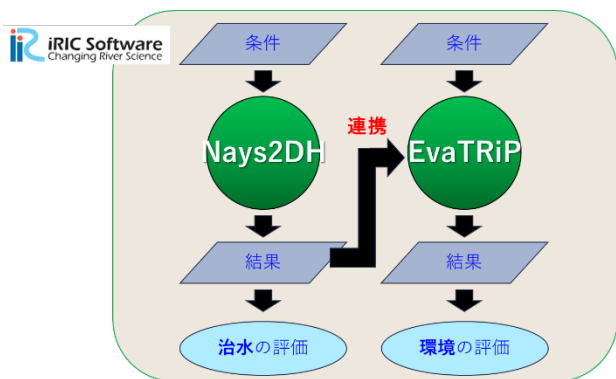 iRIC Software
Changing River Science
条件
条件
Nays2DH
連携
EvaTRiP
結果
結果
治水の評価
環境の評価